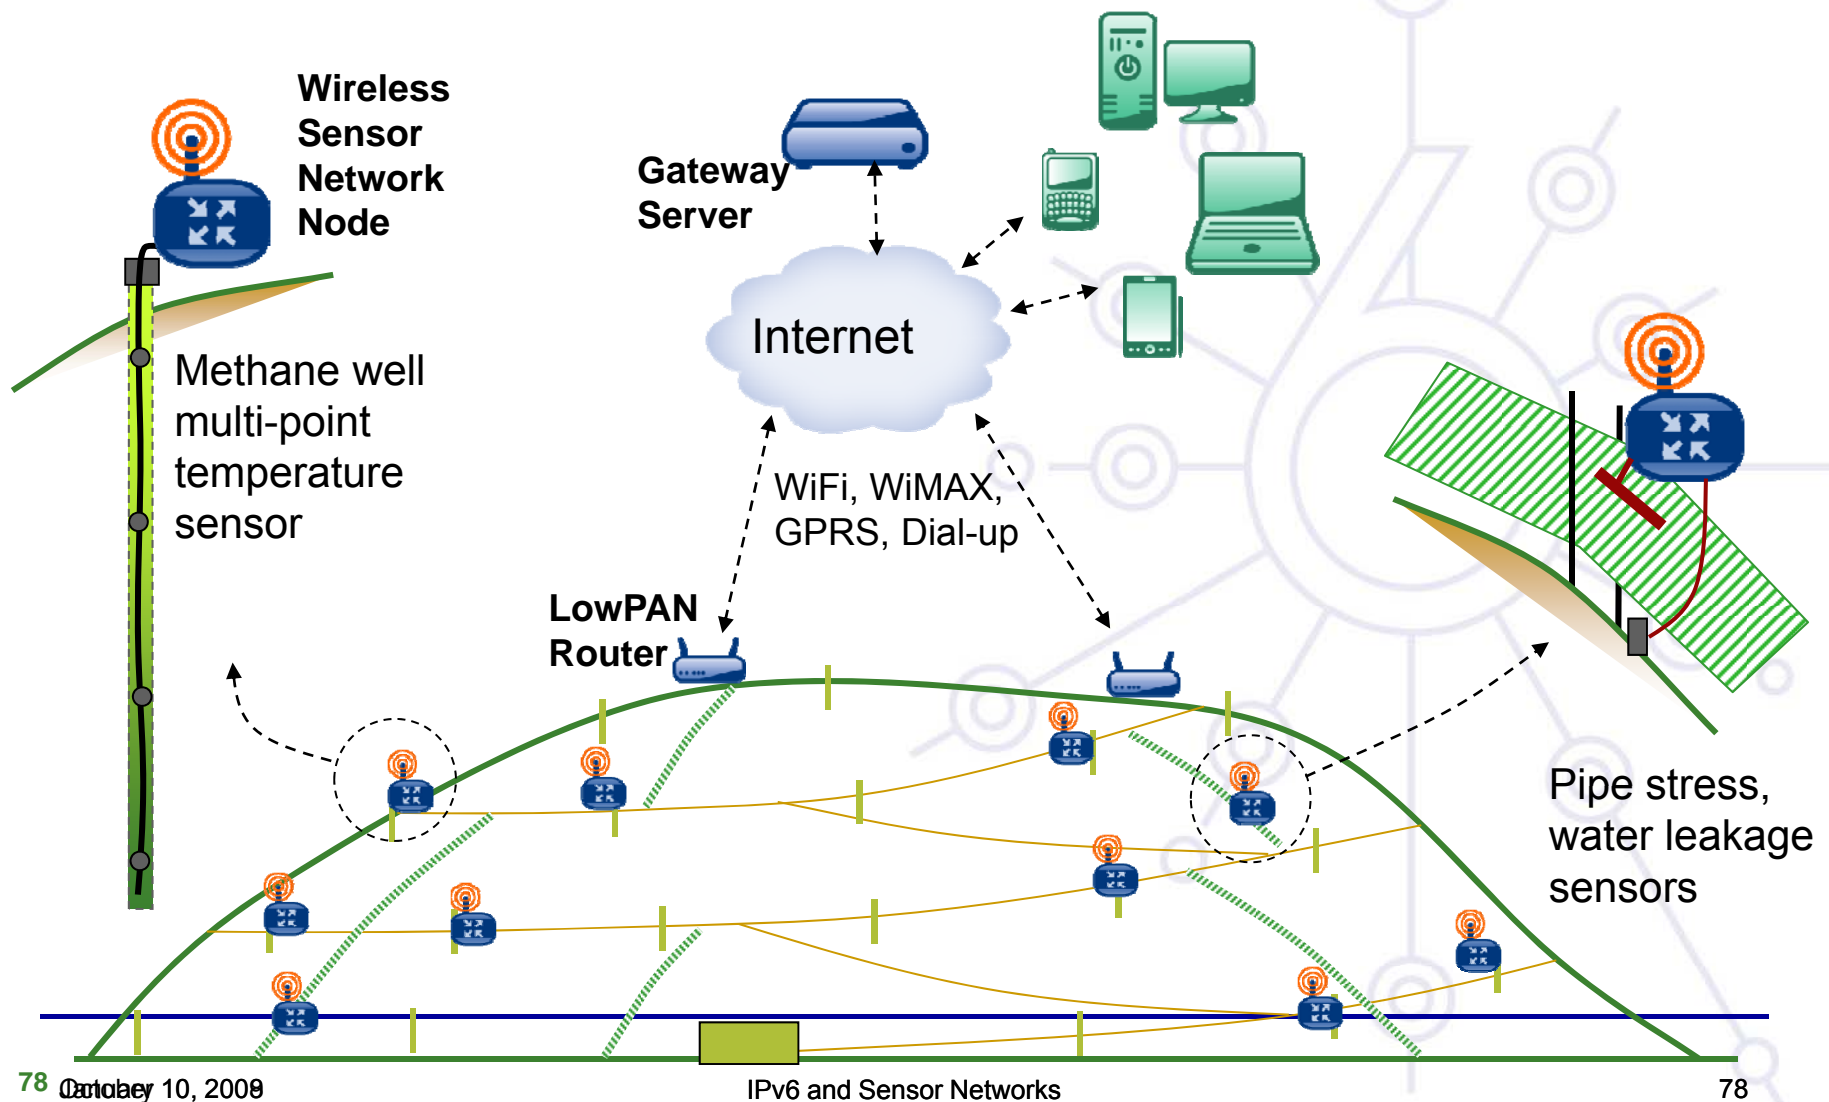 Wireless
Sensor
Network
Node
Gateway
Server
Internet
Methane well
multi-point
temperature
sensor
WiFi, WiMAX,
GPRS, Dial-up
LowPAN
Router
Pipe stress,
water leakage
sensors
78
10,
IPv6 and Sensor Networks
78